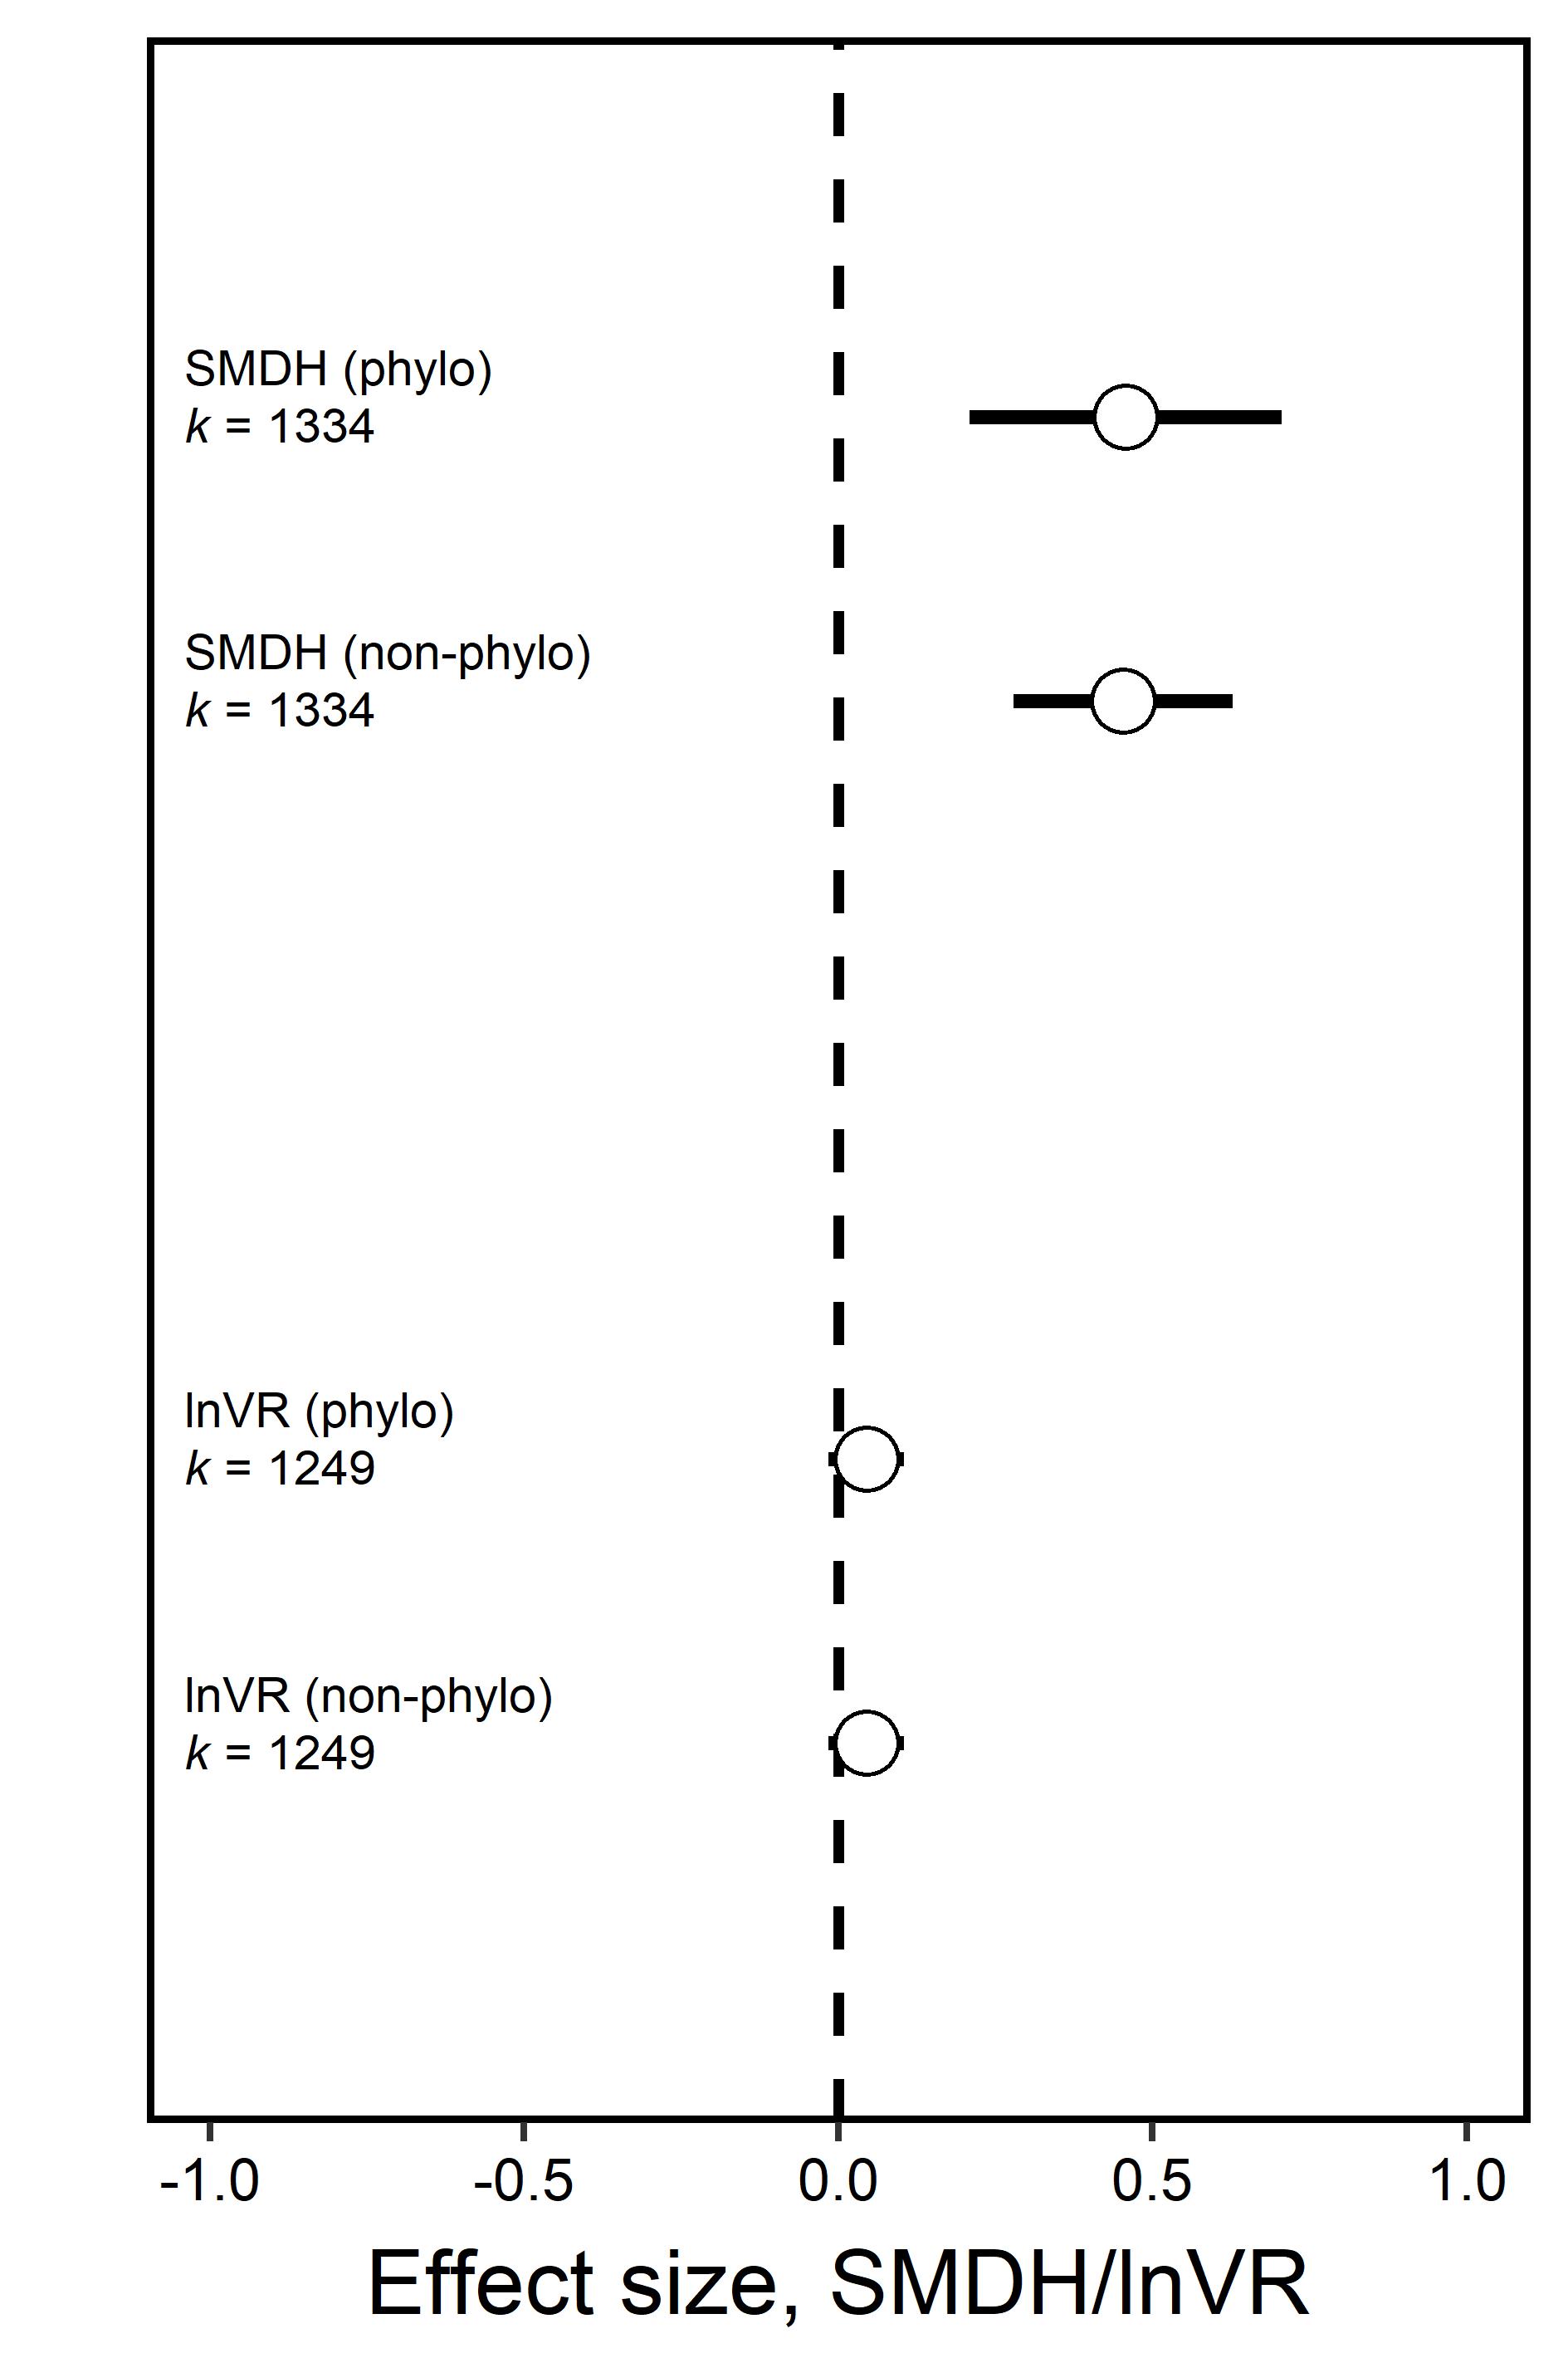 SMDH (phylo)
k = 1334
SMDH (non-phylo)
k = 1334
lnVR (phylo)
k = 1249
lnVR (non-phylo)
k = 1249
-1.0 -0.5 0.0 0.5 1.0
Effect size, SMDH/lnVR